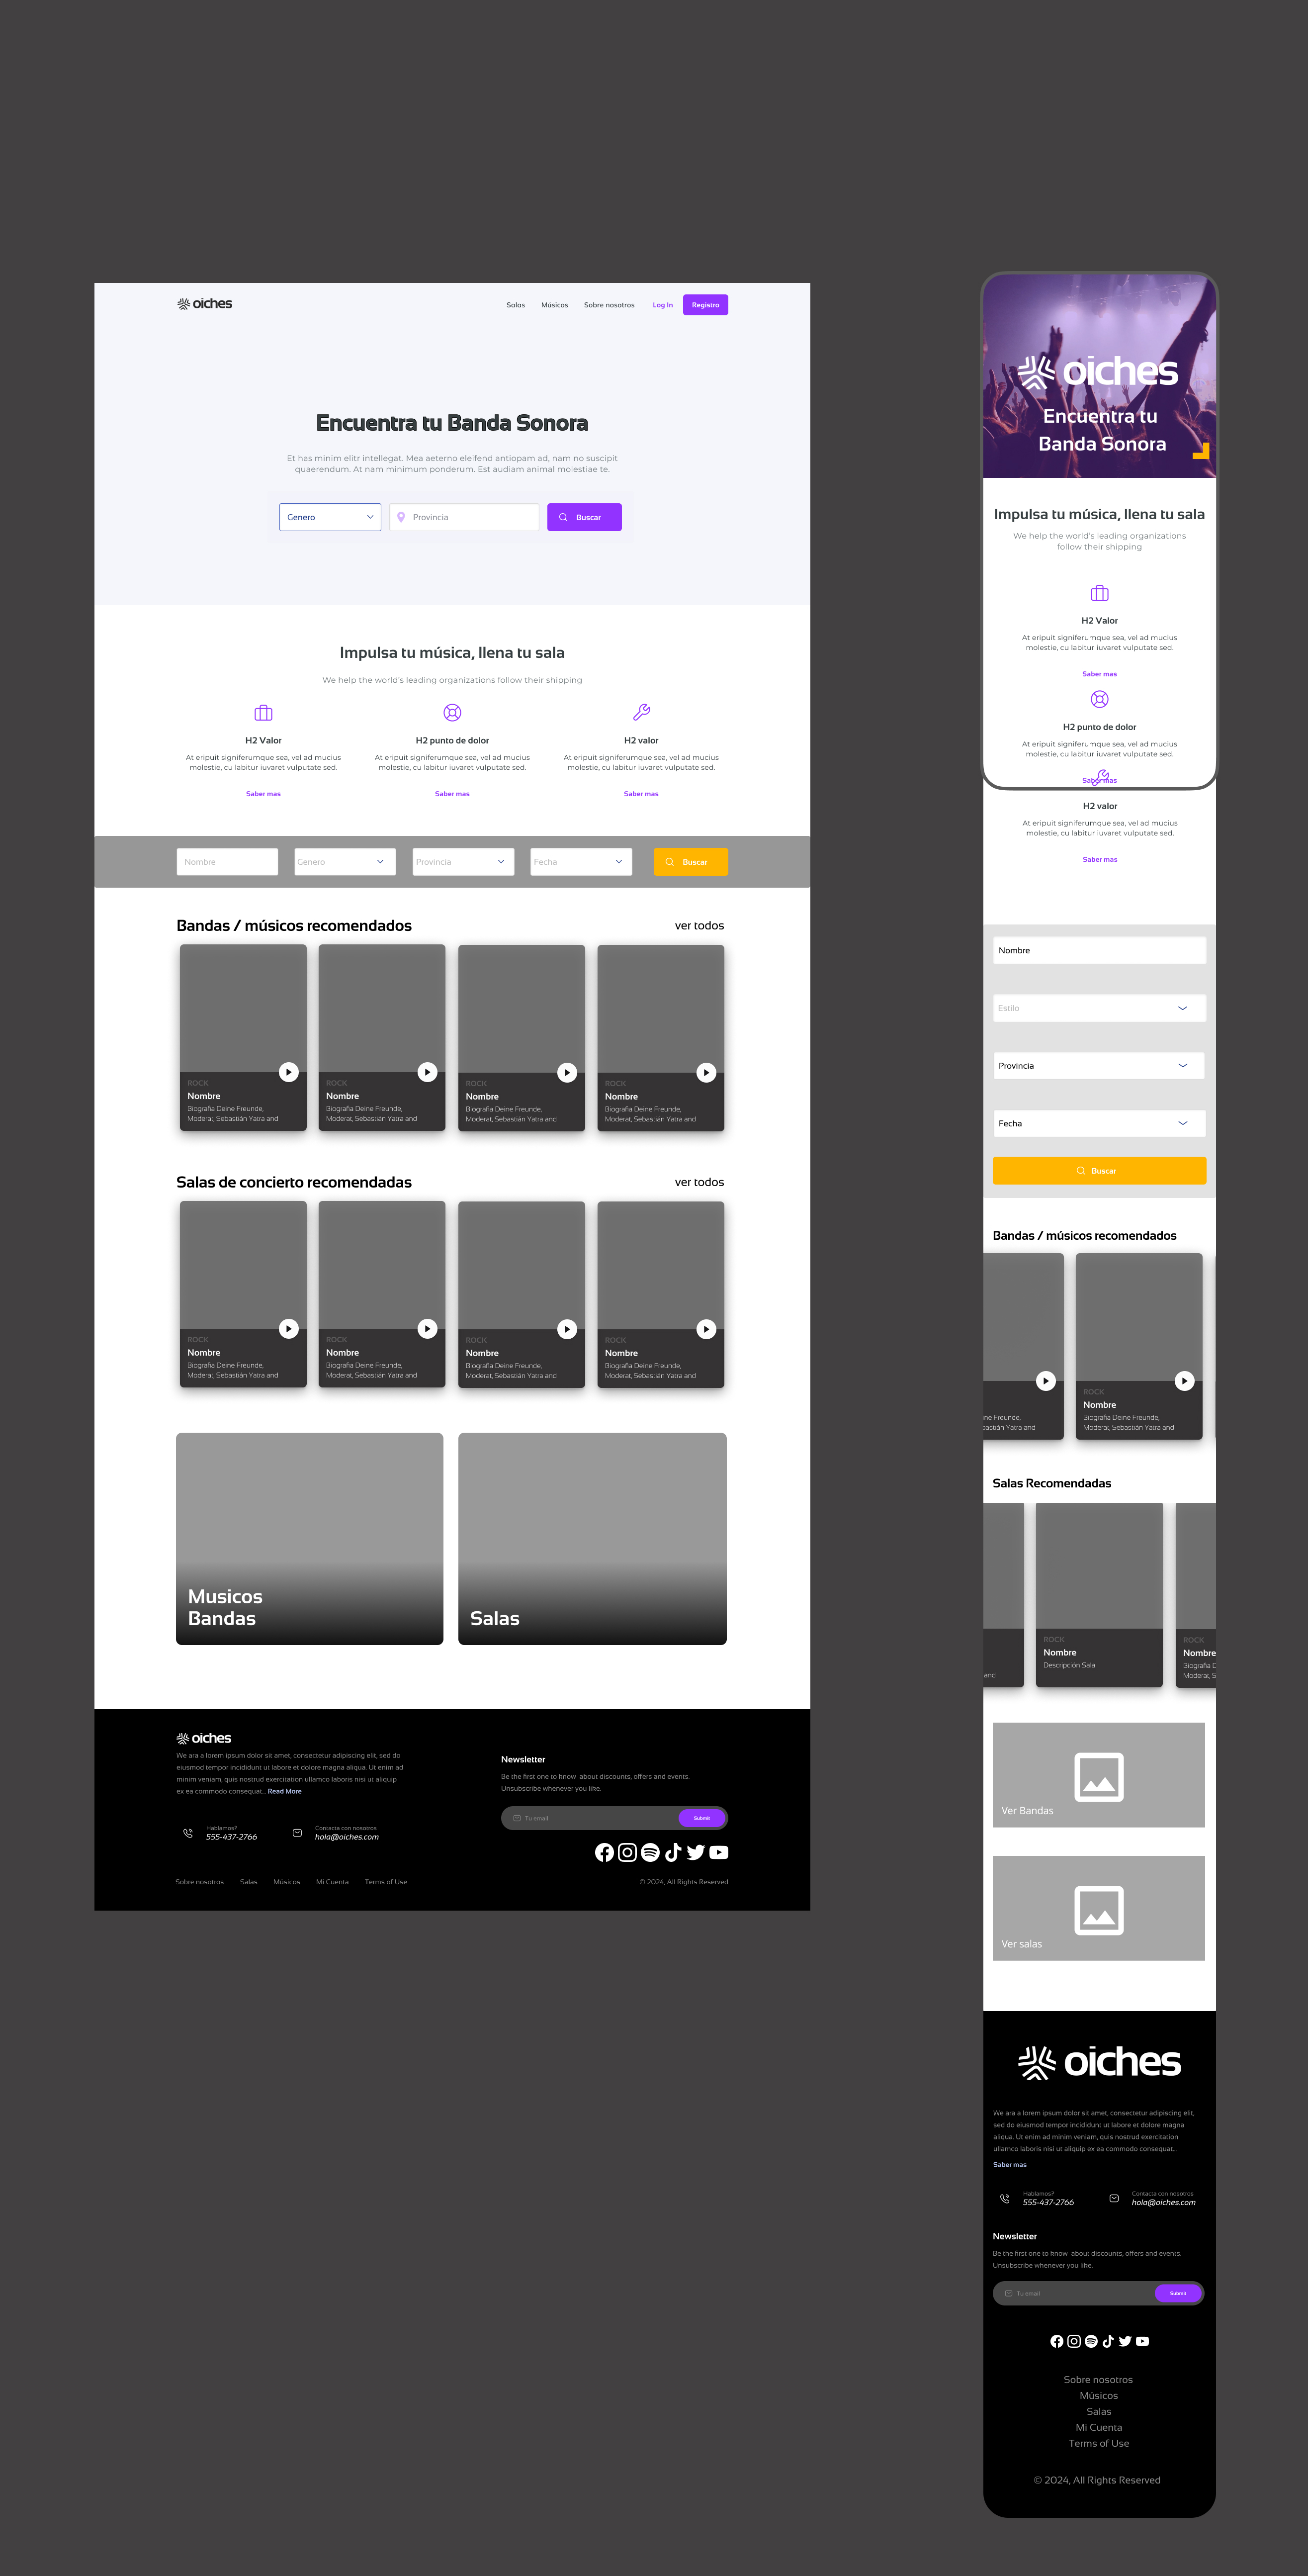 oiches
Salas Músicos Sobre nosotros Log In Registro
Encuentra tu Banda Sonora
Et has minim elitr intellegat. Mea aeterno eleifend antiopam ad, nam no suscipit
quaerendum. At nam minimum ponderum. Est audiam animal molestiae te.
Genero Provincia Buscar
Impulsa tu música, llena tu sala
We help the world's leading organizations follow their shipping
H2 Valor
At eripuit signiferumque sea, vel ad mucius
molestie, cu labitur iuvaret vulputate sed.
Saber mas
H2 punto de dolor
At eripuit signiferumque sea, vel ad mucius
molestie, cu labitur iuvaret vulputate sed.
Saber mas
H2 valor
At eripuit signiferumque sea, vel ad mucius
molestie, cu labitur iuvaret vulputate sed.
Saber mas
Nombre Genero Provincia Fecha Buscar
Bandas / músicos recomendados ver todos
ROCK
Nombre
Biografia Deine Freunde,
Moderat, Sebastián Yatra and
ROCK
Nombre
Biografia Deine Freunde,
Moderat, Sebastián Yatra and
ROCK
Nombre
Biografia Deine Freunde,
Moderat, Sebastián Yatra and
ROCK
Nombre
Biografia Deine Freunde,
Moderat, Sebastián Yatra and
Salas de concierto recomendadas ver todos
ROCK
Nombre
Biografia Deine Freunde,
Moderat, Sebastián Yatra and
ROCK
Nombre
Biografia Deine Freunde,
Moderat, Sebastián Yatra and
ROCK
Nombre
Biografia Deine Freunde,
Moderat, Sebastián Yatra and
ROCK
Nombre
Biografia Deine Freunde,
Moderat, Sebastián Yatra and
Musicos
Bandas
Salas
oiches
We ara a lorem ipsum dolor sit amet, consectetur adipiscing elit, sed do
eiusmod tempor incididunt ut labore et dolore magna aliqua. Ut enim ad
minim veniam, quis nostrud exercitation ullamco laboris nisi ut aliquip
ex ea commodo consequat... Read More
Hablamos?
555-437-2766
Contacta con nosotros
hola@oiches.com
Sobre nosotros Salas Músicos Mi Cuenta Terms of Use
Newsletter
Be the first one to know about discounts, offers and events.
Unsubscribe whenever you like.
Tu email Submit
© 2024, All Rights Reserved
oiches
Encuentra tu
Banda Sonora
Impulsa tu música, llena tu sala
We help the world's leading organizations
follow their shipping
H2 Valor
At eripuit signiferumque sea, vel ad mucius
molestie, cu labitur iuvaret vulputate sed.
Saber mas
H2 punto de dolor
At eripuit signiferumque sea, vel ad mucius
molestie, cu labitur iuvaret vulputate sed.
Saber mas
H2 valor
At eripuit signiferumque sea, vel ad mucius
molestie, cu labitur iuvaret vulputate sed.
Saber mas
Nombre
Estilo
Provincia
Fecha
Buscar
Bandas / músicos recomendados
ne Freunde,
bastián Yatra and
ROCK
Nombre
Biografia Deine Freunde,
Moderat, Sebastián Yatra and
Salas Recomendadas
and
ROCK
Nombre
Descripción Sala
ROCK
Nombre
Biografia D
Moderat, S
Ver Bandas
Ver salas
oiches
We ara a lorem ipsum dolor sit amet, consectetur adipiscing elit,
sed do eiusmod tempor incididunt ut labore et dolore magna
aliqua. Ut enim ad minim veniam, quis nostrud exercitation
ullamco laboris nisi ut aliquip ex ea commodo consequat...
Saber mas
Hablamos?
555-437-2766
Contacta con nosotros
hola@oiches.com
Newsletter
Be the first one to know about discounts, offers and events.
Unsubscribe whenever you like.
Tu email Submit
Sobre nosotros
Músicos
Salas
Mi Cuenta
Terms of Use
© 2024, All Rights Reserved